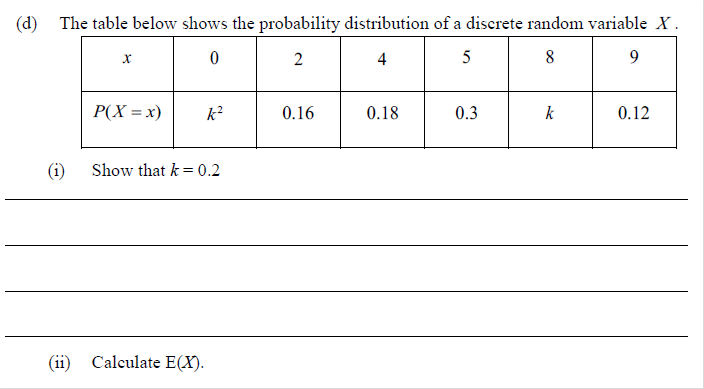 (d) The table below shows the probability distribution of a discrete random variable X.
x 0 2 4 5 8 9
P(X = x) k² 0.16 0.18 0.3 k 0.12
(i) Show that k = 0.2
(ii) Calculate E(X).